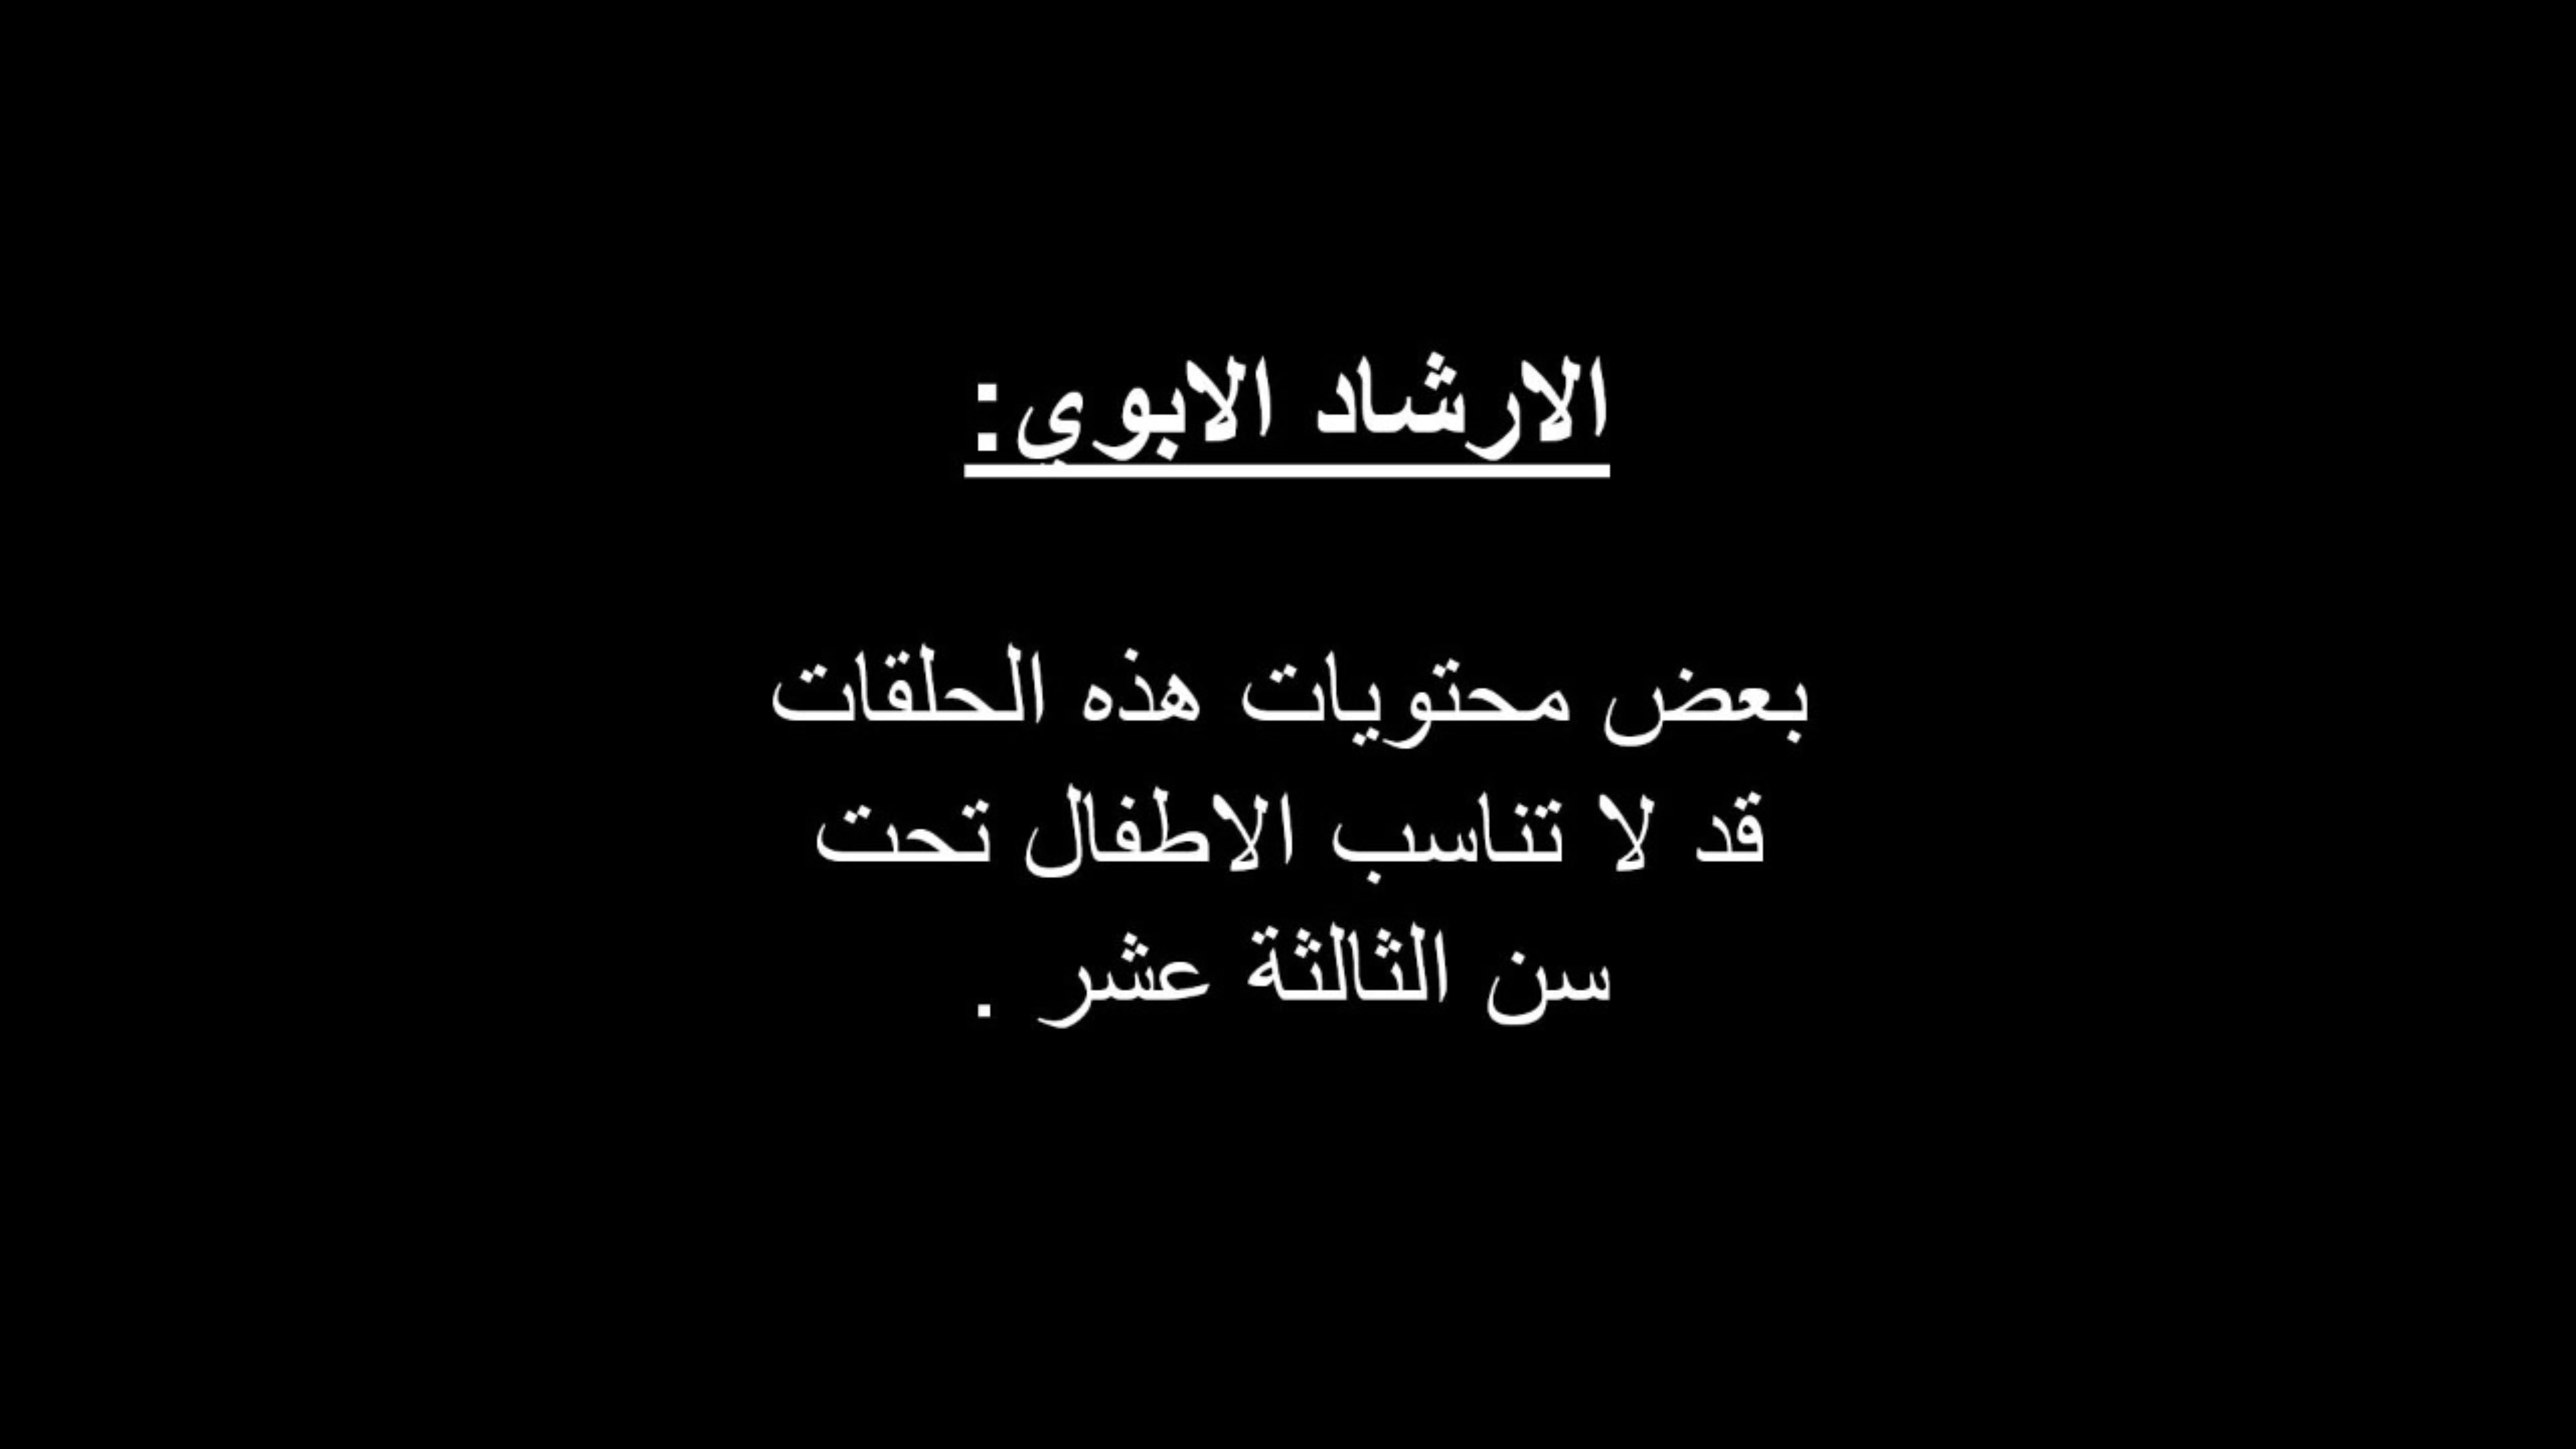 الارشاد الابوي:
بعض محتويات هذه الحلقات
قد لا تناسب الاطفال تحت
سن الثالثة عشر .